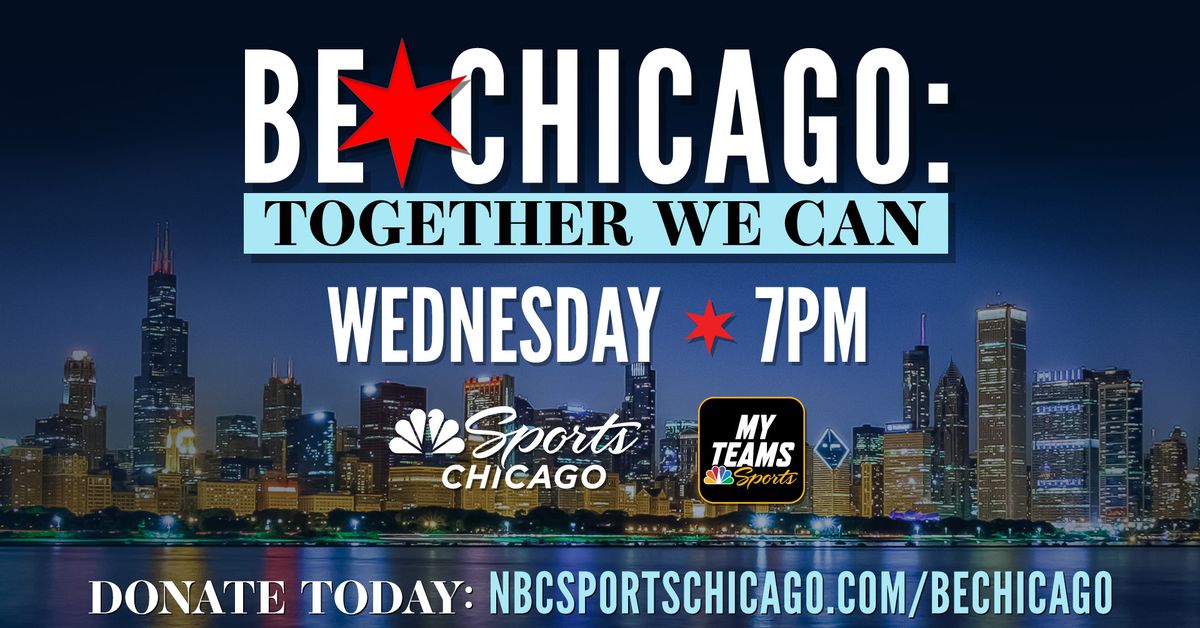 BE CHICAGO:
TOGETHER WE CAN
WEDNESDAY 7PM
Sports
CHICAGO
MY
TEAMS
Sports
DONATE TODAY: NBCSPORTSCHICAGO.COM/BECHICAGO